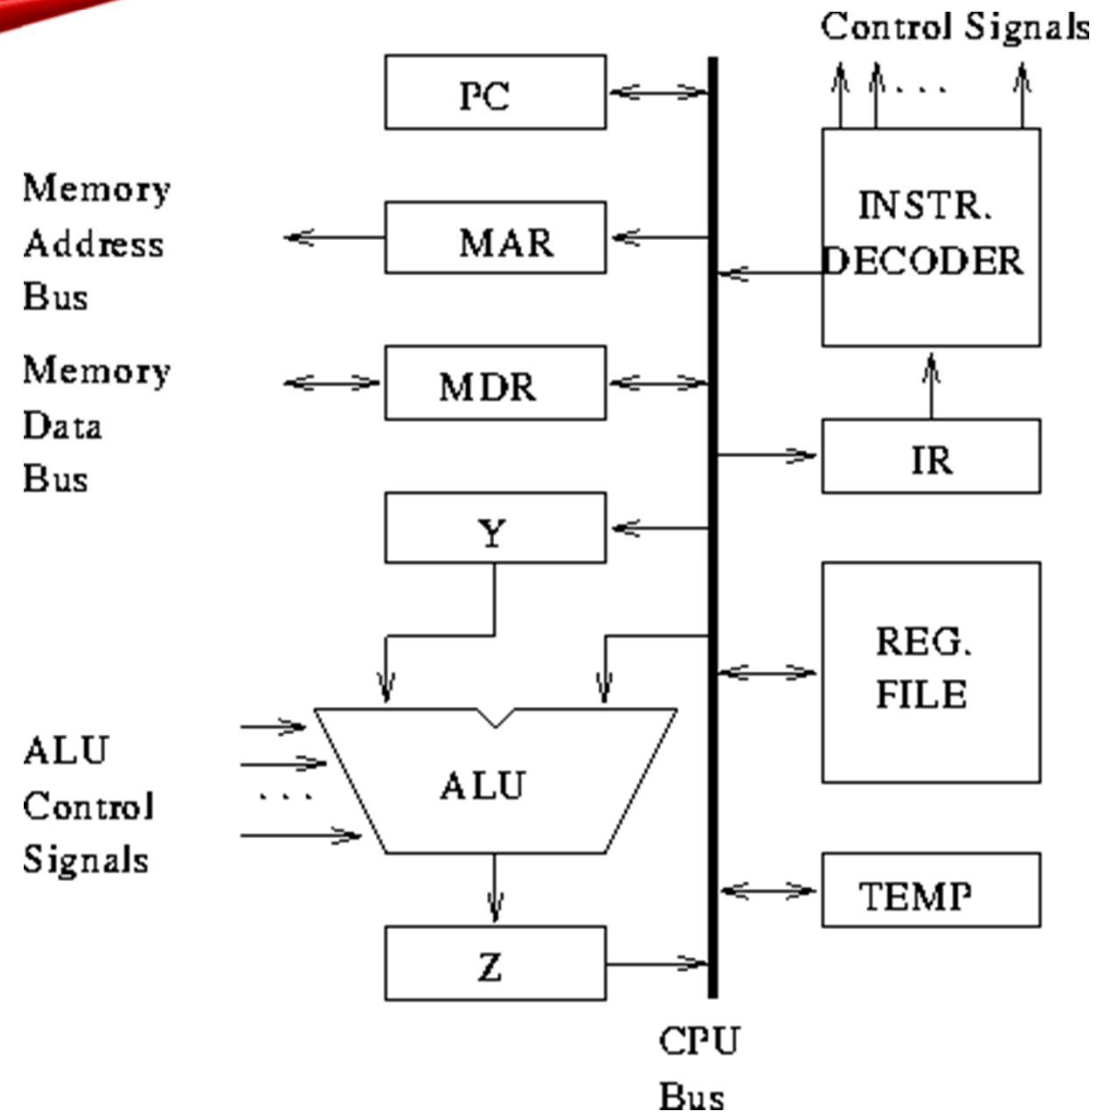 Control Signals
PC
. . .
Memory
Address
Bus
MAR
INSTR.
DECODER
Memory
Data
Bus
MDR
IR
Y
REG.
FILE
ALU
Control
Signals
. . .
ALU
TEMP
Z
CPU
Bus